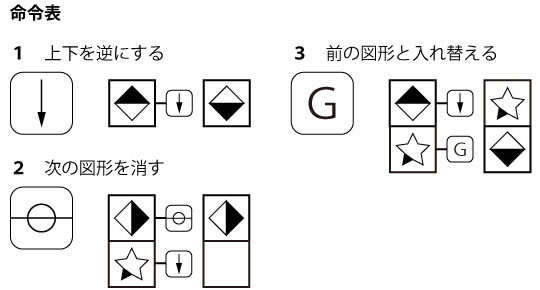 命令表
1 上下を逆にする
3 前の図形と入れ替える
G
G
2 次の図形を消す